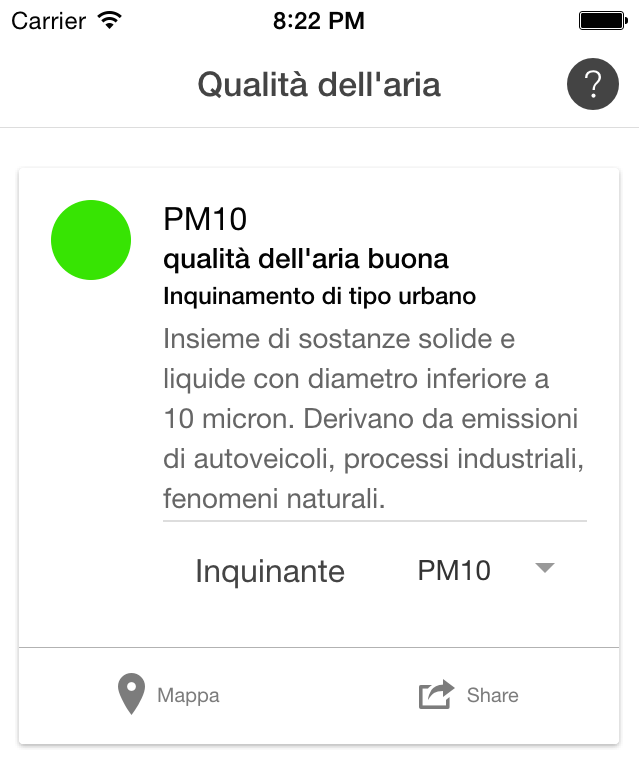 Carrier 8:22 PM
Qualità dell'aria ?
PM10
qualità dell'aria buona
Inquinamento di tipo urbano
Insieme di sostanze solide e
liquide con diametro inferiore a
10 micron. Derivano da emissioni
di autoveicoli, processi industriali,
fenomeni naturali.
Inquinante PM10
Mappa Share